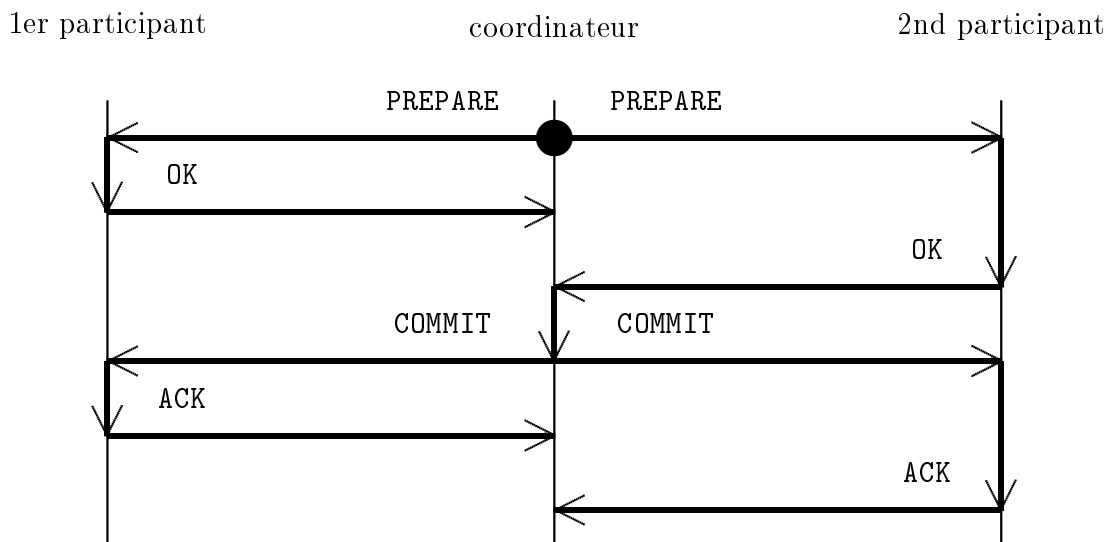 1er participant
coordinateur
2nd participant
PREPARE
PREPARE
OK
OK
COMMIT
COMMIT
ACK
ACK